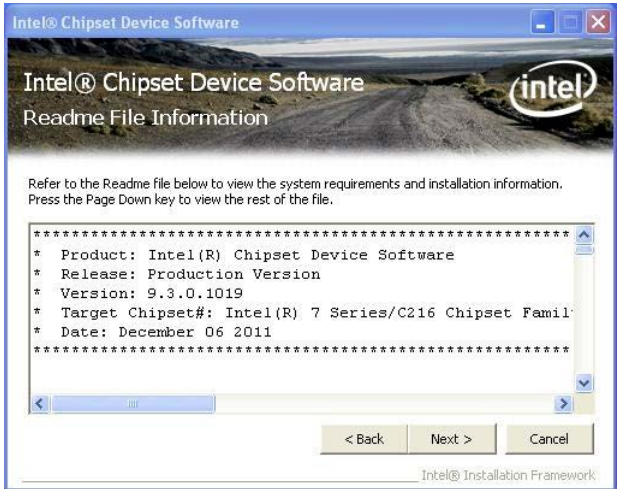 Intel® Chipset Device Software
Intel® Chipset Device Software
intel
Readme File Information
Refer to the Readme file below to view the system requirements and installation information.
Press the Page Down key to view the rest of the file.
************************************************************
* Product: Intel(R) Chipset Device Software
* Release: Production Version
* Version: 9.3.0.1019
* Target Chipset#: Intel(R) 7 Series/C216 Chipset Famil
* Date: December 06 2011
************************************************************
< Back Next > Cancel
Intel® Installation Framework